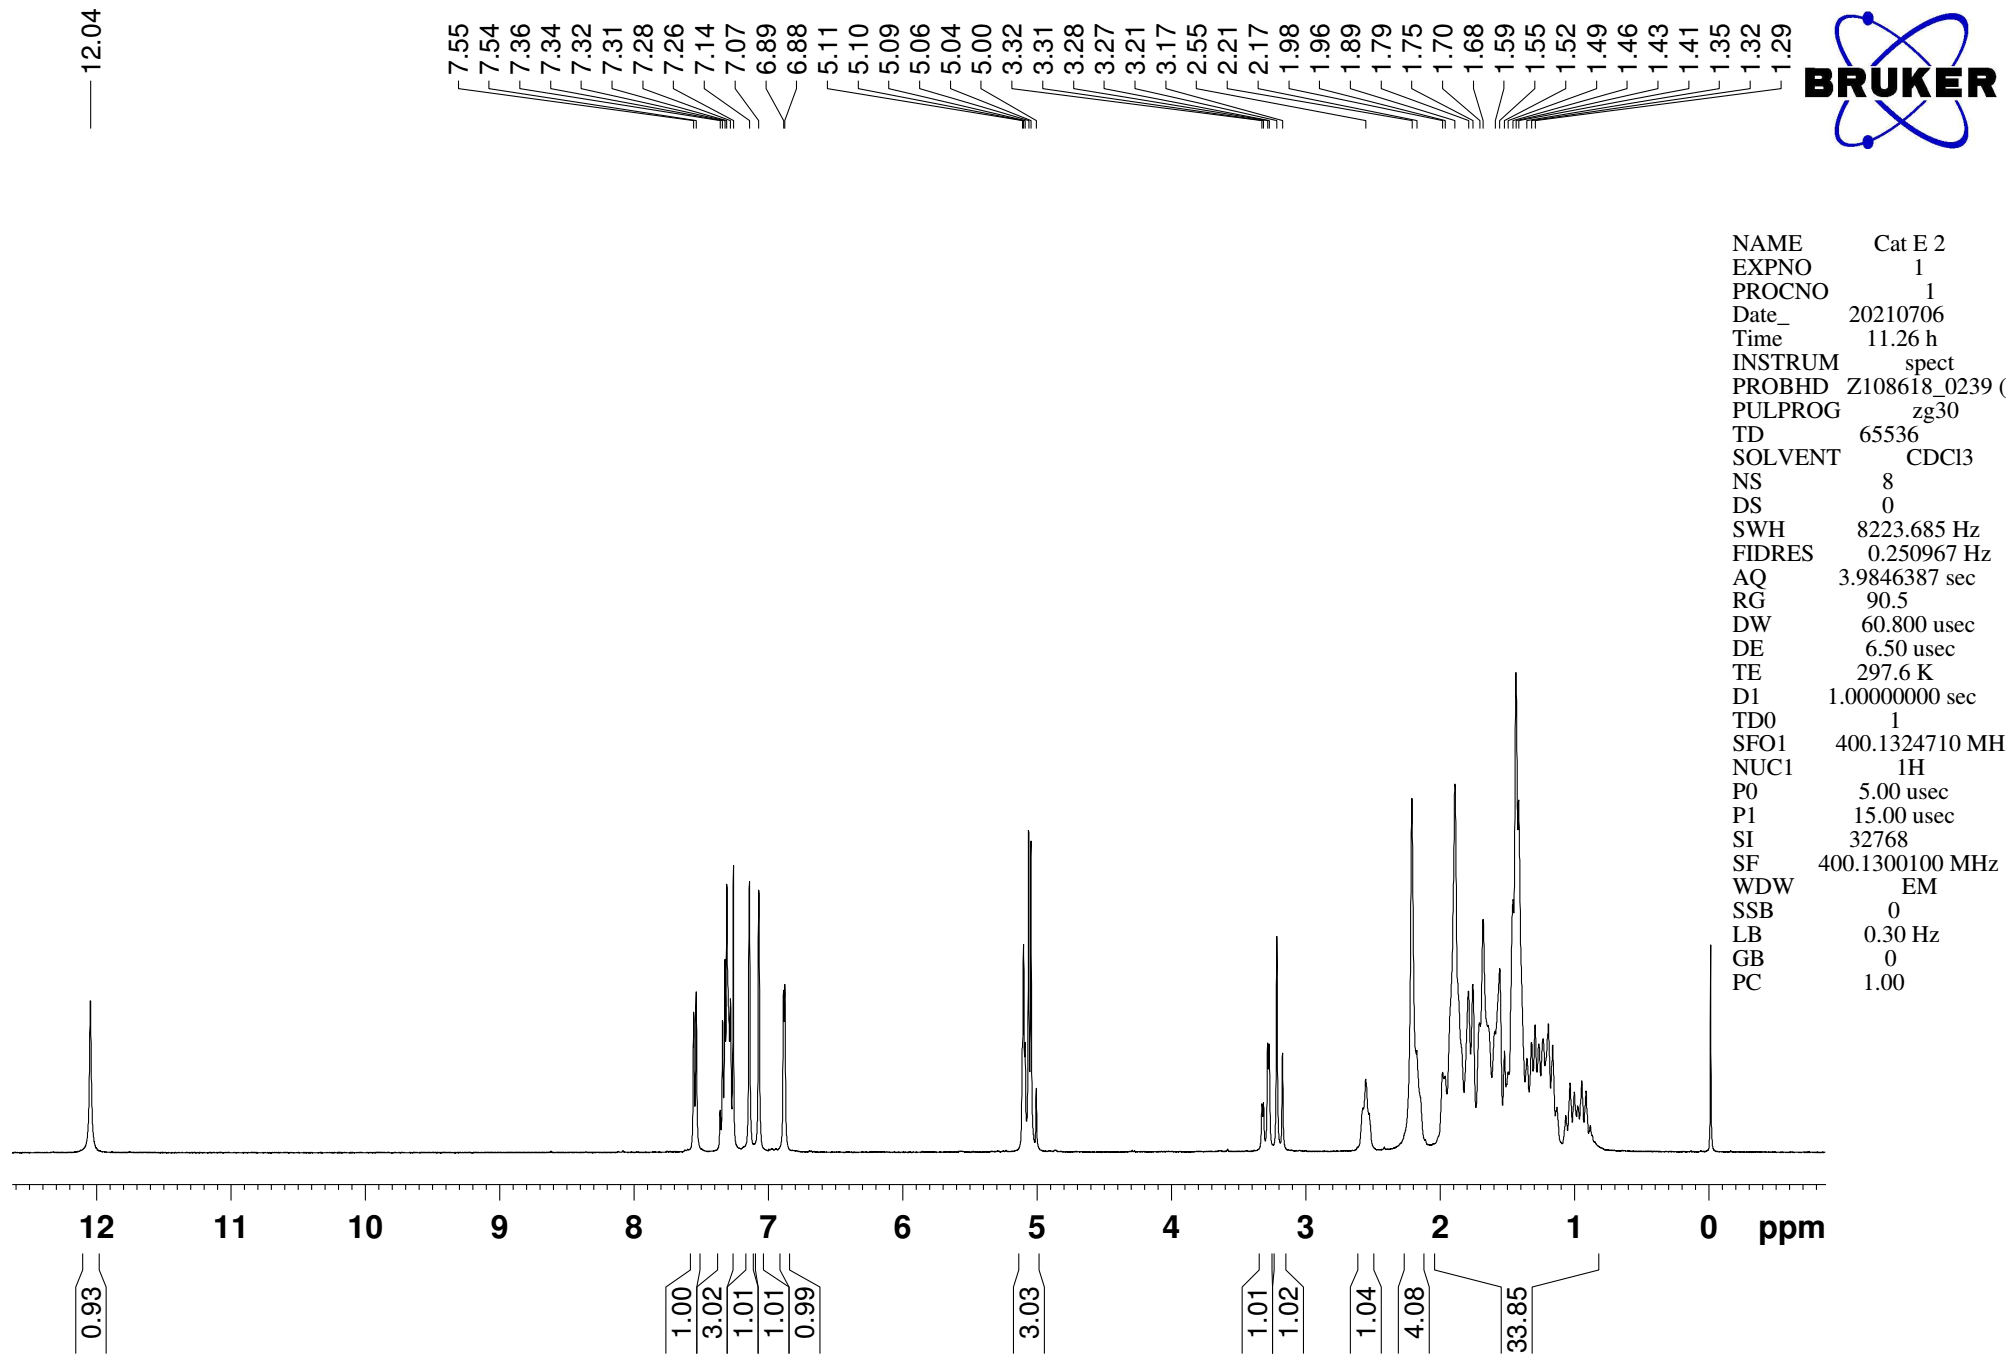 12.04
7.55
7.54
7.36
7.34
7.32
7.31
7.28
7.26
7.14
7.07
6.89
6.88
5.11
5.10
5.09
5.06
5.04
5.00
3.32
3.31
3.28
3.27
3.21
3.17
2.55
2.21
2.17
1.98
1.96
1.89
1.79
1.75
1.70
1.68
1.59
1.55
1.52
1.49
1.46
1.43
1.41
1.35
1.32
1.29
BRUKER
NAME Cat E 2
EXPNO 1
PROCNO 1
Date_ 20210706
Time 11.26 h
INSTRUM spect
PROBHD Z108618_0239 (
PULPROG zg30
TD 65536
SOLVENT CDCl3
NS 8
DS 0
SWH 8223.685 Hz
FIDRES 0.250967 Hz
AQ 3.9846387 sec
RG 90.5
DW 60.800 usec
DE 6.50 usec
TE 297.6 K
D1 1.00000000 sec
TD0 1
SFO1 400.1324710 MH
NUC1 1H
P0 5.00 usec
P1 15.00 usec
SI 32768
SF 400.1300100 MHz
WDW EM
SSB 0
LB 0.30 Hz
GB 0
PC 1.00
12 11 10 9 8 7 6 5 4 3 2 1 0 ppm
0.93
1.00
3.02
1.01
1.01
0.99
3.03
1.01
1.02
1.04
4.08
33.85